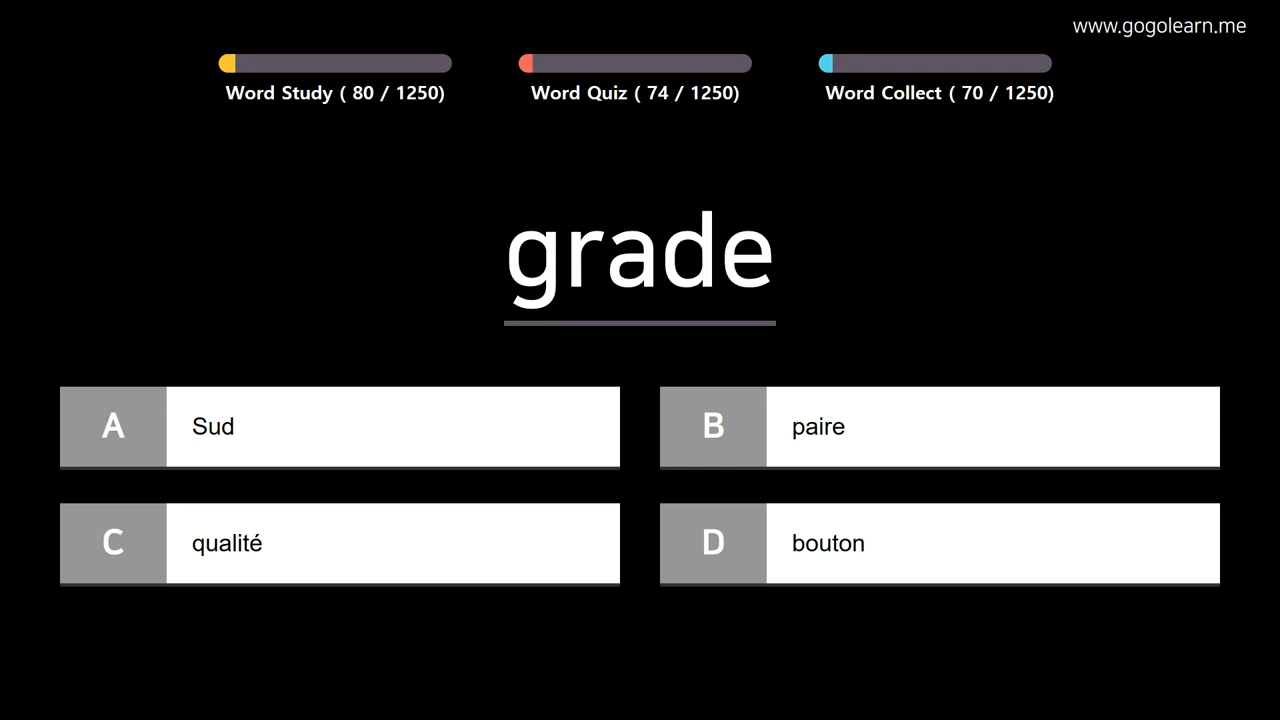 www.gogolearn.me
Word Study ( 80 / 1250)
Word Quiz ( 74 / 1250)
Word Collect ( 70 / 1250)
grade
A Sud
B paire
C qualité
D bouton